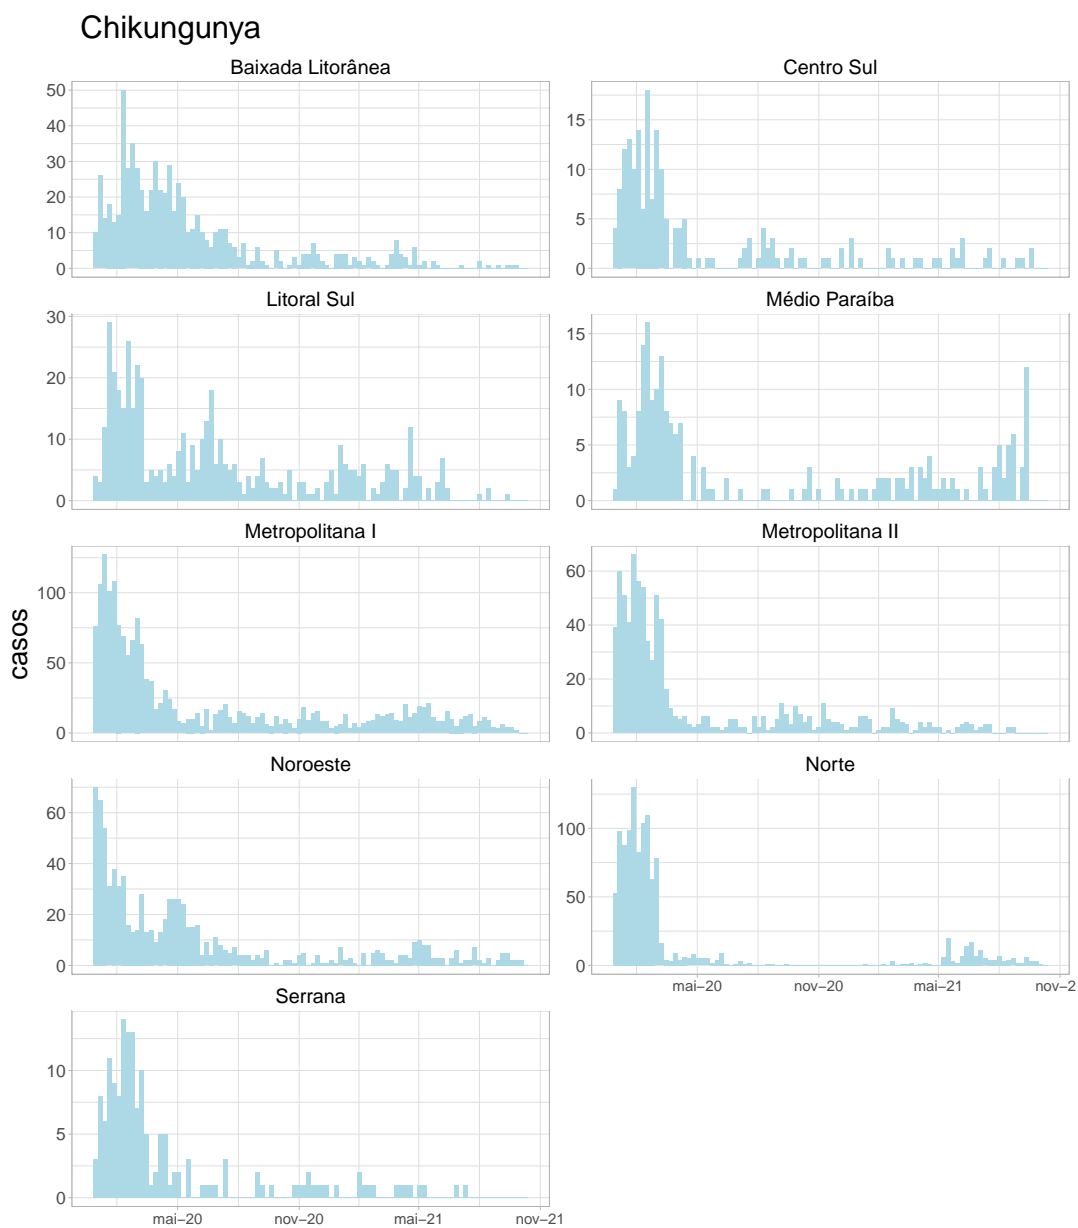 Chikungunya
Baixada Litorânea
Centro Sul
50
40
30
20
10
0
15
10
5
0
Litoral Sul
Médio Paraíba
30
20
10
0
15
10
5
0
Metropolitana I
Metropolitana II
100
50
0
60
40
20
0
casos
Noroeste
Norte
60
40
20
0
100
50
0
mai–20 nov–20 mai–21 nov–2
Serrana
10
5
0
mai–20 nov–20 mai–21 nov–21